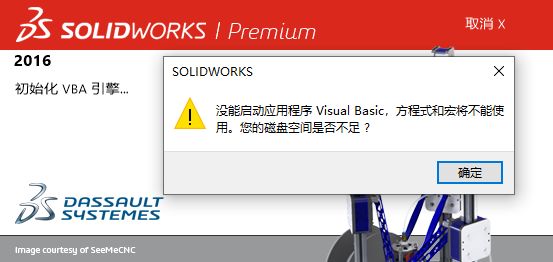 SOLIDWORKS | Premium
取消 X
2016
初始化 VBA 引擎...
SOLIDWORKS
没能启动应用程序 Visual Basic，方程式和宏将不能使
用。您的磁盘空间是否不足？
确定
DASSAULT
SYSTEMES
Image courtesy of SeeMeCNC